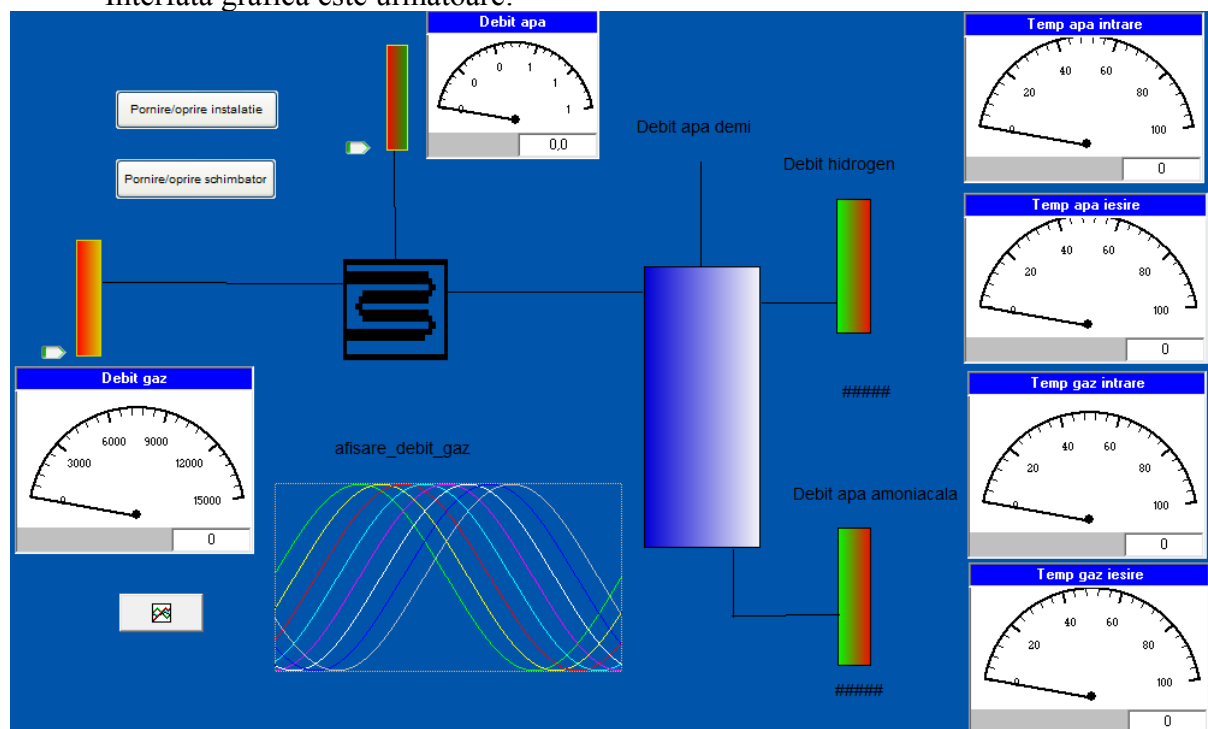 Interfata grafica este urmatoare:
Debit apa
0 0 0 1 1 1
0,0
Pornire/oprire instalatie
Pornire/oprire schimbator
Debit apa demi
Debit hidrogen
Temp apa intrare
0 20 40 60 80 100
0
Temp apa iesire
0 20 40 60 80 100
0
Debit gaz
0 3000 6000 9000 12000 15000
0
afisare_debit_gaz
#####
Debit apa amoniacala
#####
Temp gaz intrare
0 20 40 60 80 100
0
Temp gaz iesire
0 20 40 60 80 100
0